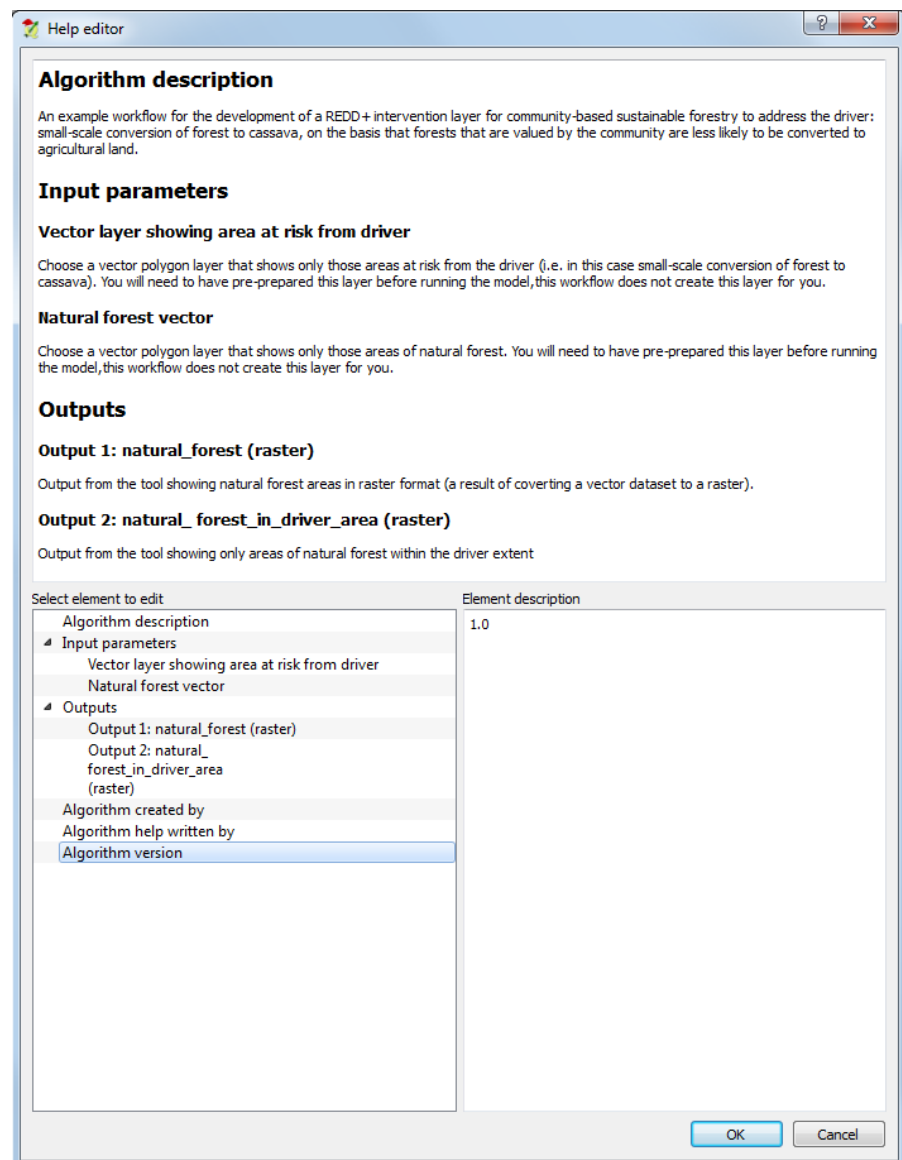 Help editor
Algorithm description
An example workflow for the development of a REDD+ intervention layer for community-based sustainable forestry to address the driver:
small-scale conversion of forest to cassava, on the basis that forests that are valued by the community are less likely to be converted to
agricultural land.
Input parameters
Vector layer showing area at risk from driver
Choose a vector polygon layer that shows only those areas at risk from the driver (i.e. in this case small-scale conversion of forest to
cassava). You will need to have pre-prepared this layer before running the model,this workflow does not create this layer for you.
Natural forest vector
Choose a vector polygon layer that shows only those areas of natural forest. You will need to have pre-prepared this layer before running
the model,this workflow does not create this layer for you.
Outputs
Output 1: natural_forest (raster)
Output from the tool showing natural forest areas in raster format (a result of coverting a vector dataset to a raster).
Output 2: natural_ forest_in_driver_area (raster)
Output from the tool showing only areas of natural forest within the driver extent
Select element to edit
Algorithm description
Input parameters
Vector layer showing area at risk from driver
Natural forest vector
Outputs
Output 1: natural_forest (raster)
Output 2: natural_
forest_in_driver_area
(raster)
Algorithm created by
Algorithm help written by
Algorithm version
Element description
1.0
OK
Cancel